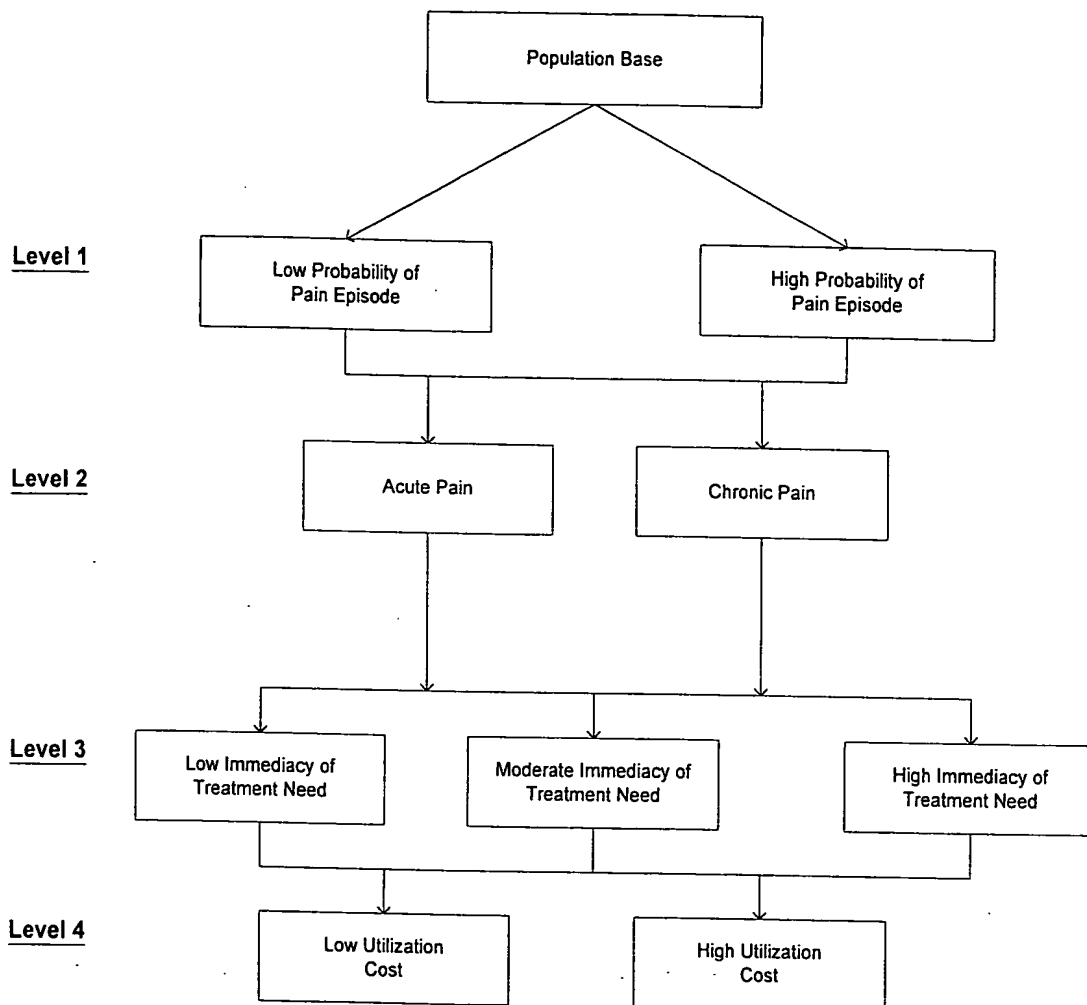 Population Base
Level 1
Low Probability of
Pain Episode
High Probability of
Pain Episode
Level 2
Acute Pain
Chronic Pain
Level 3
Low Immediacy of
Treatment Need
Moderate Immediacy of
Treatment Need
High Immediacy of
Treatment Need
Level 4
Low Utilization
Cost
High Utilization
Cost